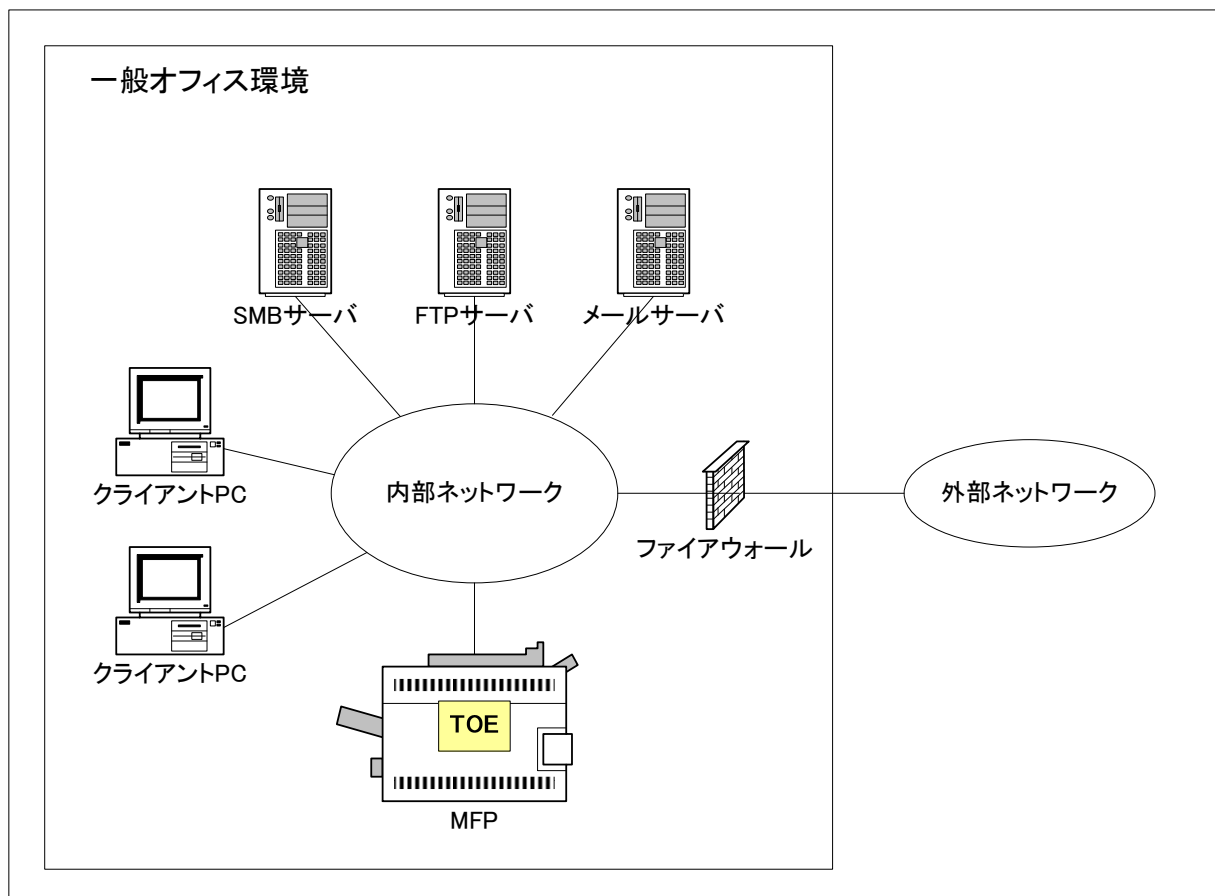 一般オフィス環境
SMBサーバ
FTPサーバ
メールサーバ
クライアントPC
内部ネットワーク
外部ネットワーク
ファイアウォール
クライアントPC
TOE
MFP